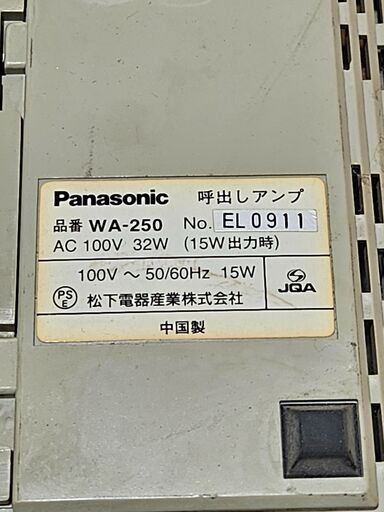 Panasonic 呼出しアンプ
品番 WA-250 No. EL0911
AC 100V 32W (15W出力時)
100V ～ 50/60Hz 15W
PSE 松下電器産業株式会社
JQA
中国製